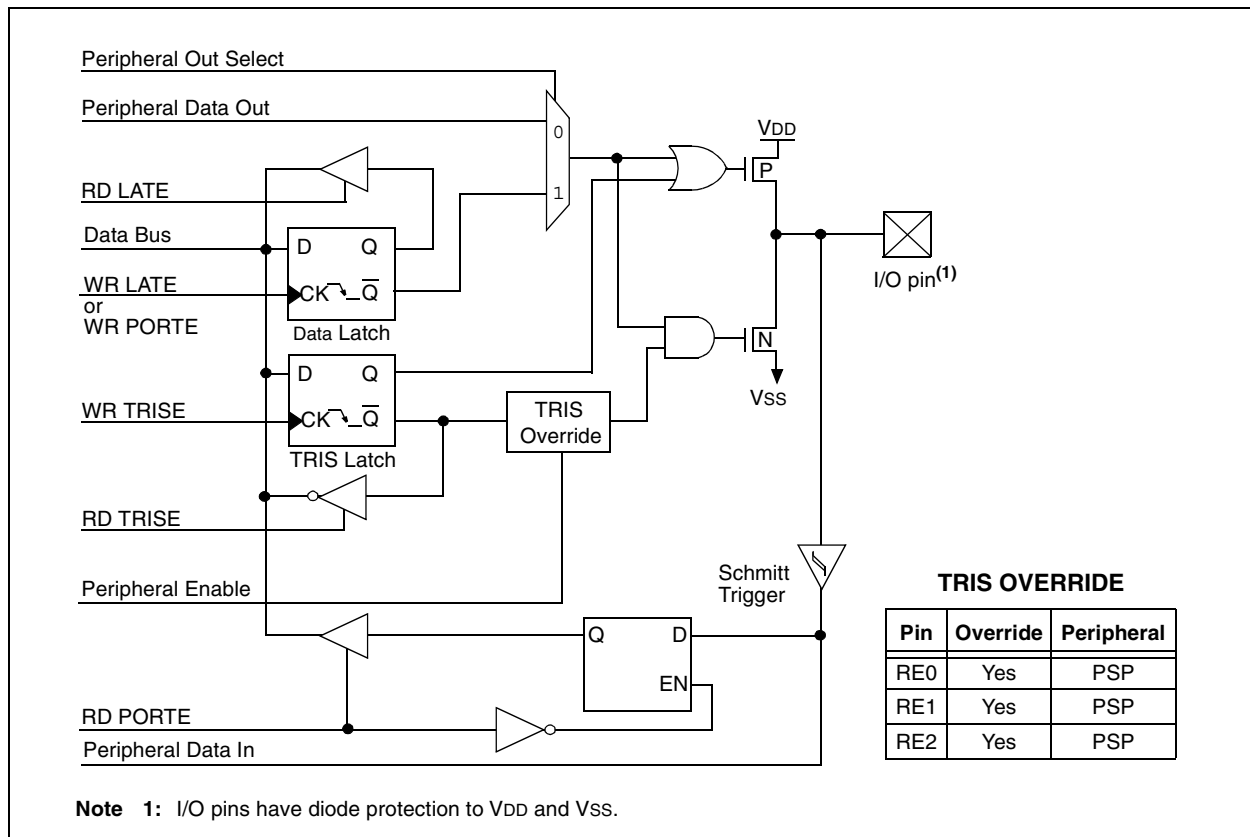 Peripheral Out Select
Peripheral Data Out
0
1
VDD
P
RD LATE
Data Bus
D Q
WR LATE
or
WR PORTE
CK Q̅
Data Latch
I/O pin(1)
N
VSS
D Q
WR TRISE
CK Q̅
TRIS Latch
TRIS
Override
RD TRISE
Peripheral Enable
Schmitt
Trigger
Q D
EN
RD PORTE
Peripheral Data In
TRIS OVERRIDE
Pin Override Peripheral
RE0 Yes PSP
RE1 Yes PSP
RE2 Yes PSP
Note 1: I/O pins have diode protection to VDD and VSS.